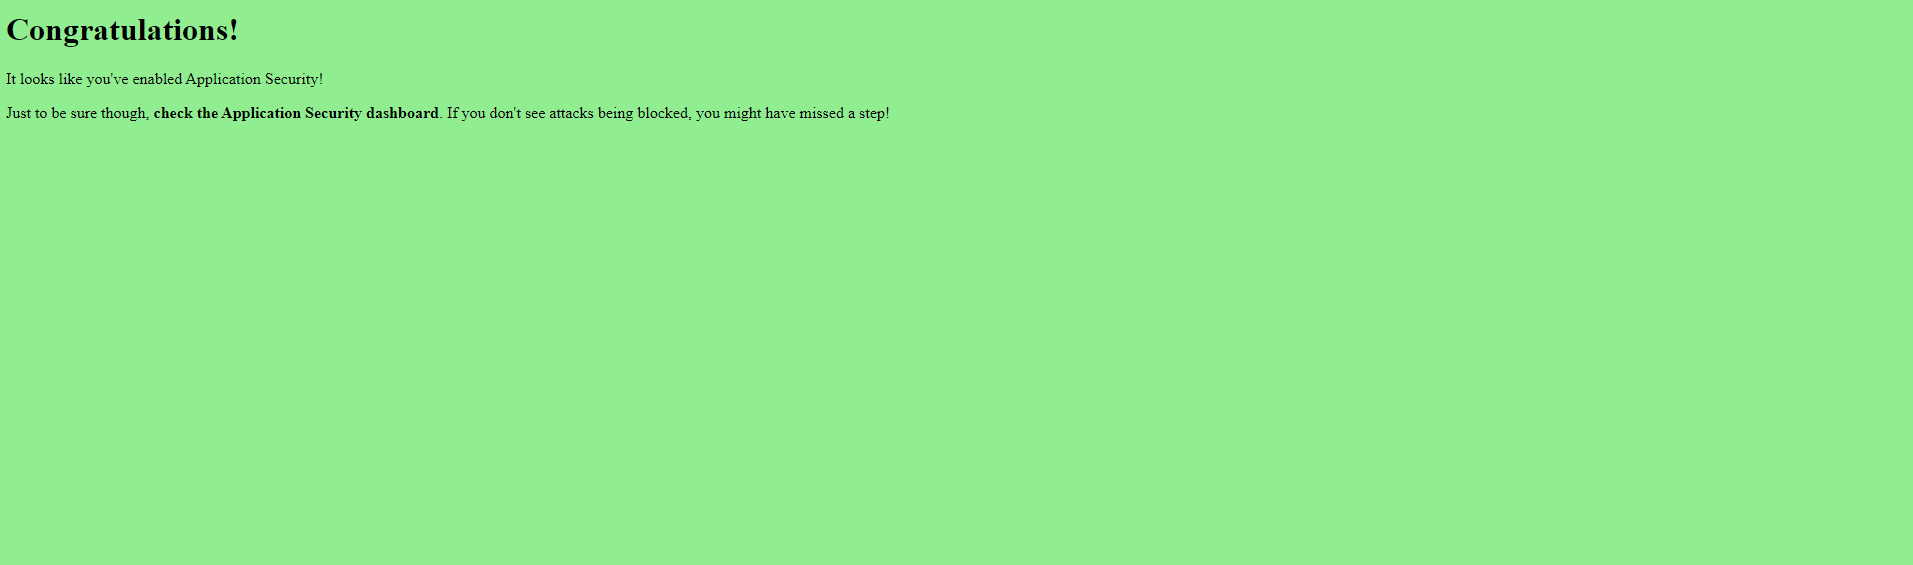 Congratulations!
It looks like you've enabled Application Security!
Just to be sure though, check the Application Security dashboard. If you don't see attacks being blocked, you might have missed a step!